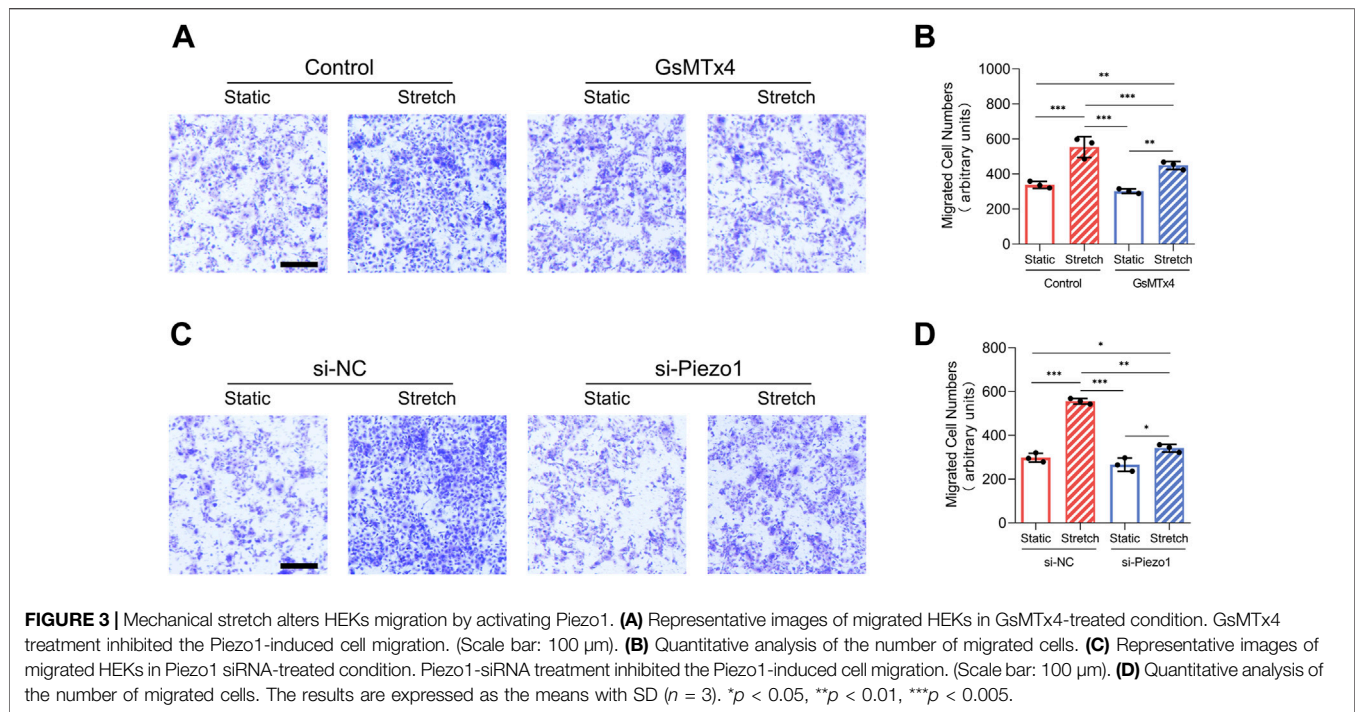 A
Control
GsMTx4
Static
Stretch
Static
Stretch
B
Migrated Cell Numbers
( arbitrary units)
1000
800
600
400
200
0
**
***
***
***
**
Static
Stretch
Static
Stretch
Control
GsMTx4
C
si-NC
si-Piezo1
Static
Stretch
Static
Stretch
D
Migrated Cell Numbers
( arbitrary units)
800
600
400
200
0
*
**
***
***
*
Static
Stretch
Static
Stretch
si-NC
si-Piezo1
FIGURE 3 | Mechanical stretch alters HEKs migration by activating Piezo1. (A) Representative images of migrated HEKs in GsMTx4-treated condition. GsMTx4
treatment inhibited the Piezo1-induced cell migration. (Scale bar: 100 μm). (B) Quantitative analysis of the number of migrated cells. (C) Representative images of
migrated HEKs in Piezo1 siRNA-treated condition. Piezo1-siRNA treatment inhibited the Piezo1-induced cell migration. (Scale bar: 100 μm). (D) Quantitative analysis of
the number of migrated cells. The results are expressed as the means with SD (n = 3). *p < 0.05, **p < 0.01, ***p < 0.005.